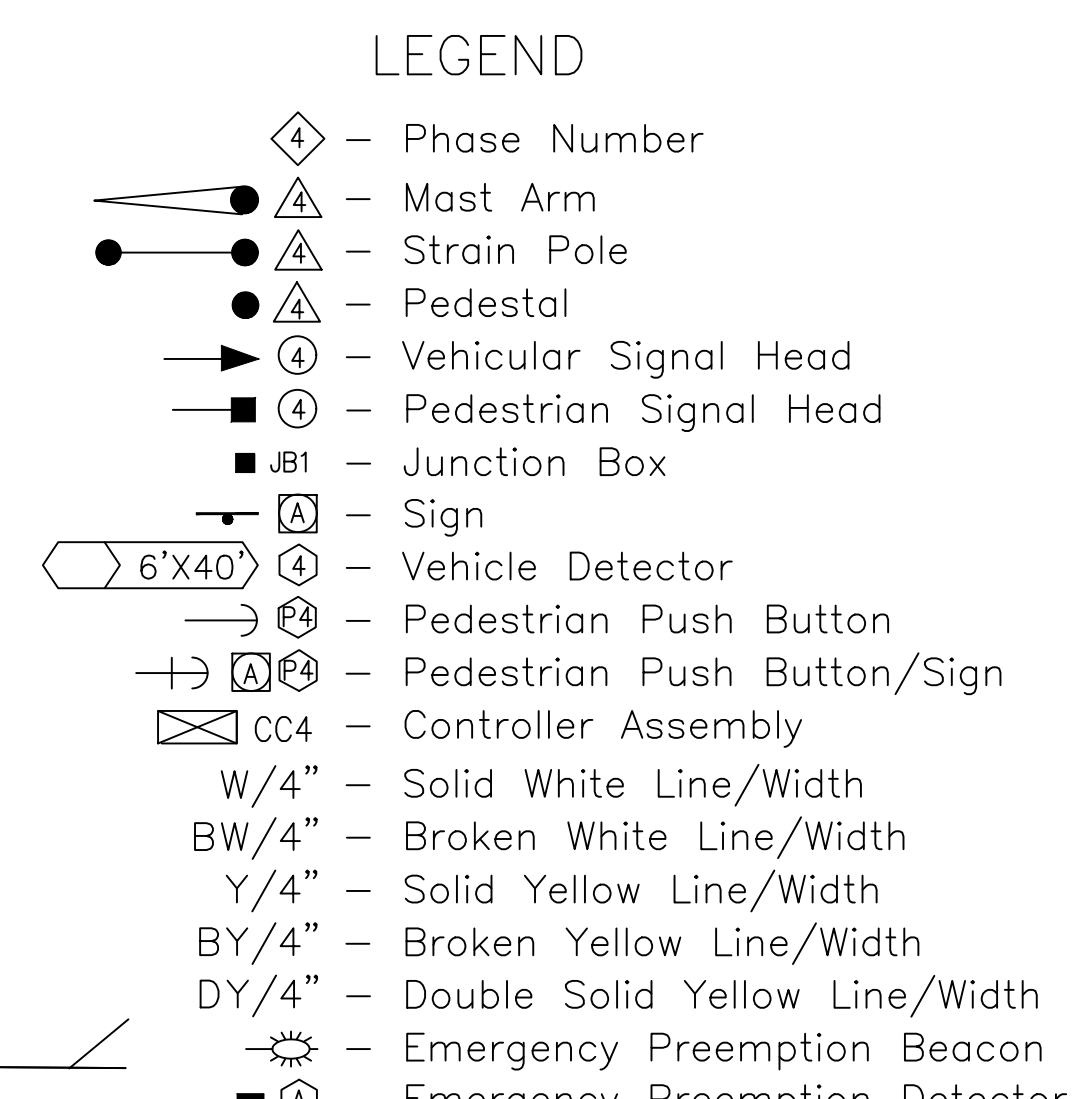 LEGEND
4 – Phase Number
4 – Mast Arm
4 – Strain Pole
4 – Pedestal
4 – Vehicular Signal Head
4 – Pedestrian Signal Head
JB1 – Junction Box
A – Sign
6'X40' 4 – Vehicle Detector
P4 – Pedestrian Push Button
A P4 – Pedestrian Push Button/Sign
CC4 – Controller Assembly
W/4" – Solid White Line/Width
BW/4" – Broken White Line/Width
Y/4" – Solid Yellow Line/Width
BY/4" – Broken Yellow Line/Width
DY/4" – Double Solid Yellow Line/Width
– Emergency Preemption Beacon
A – Emergency Preemption Detector